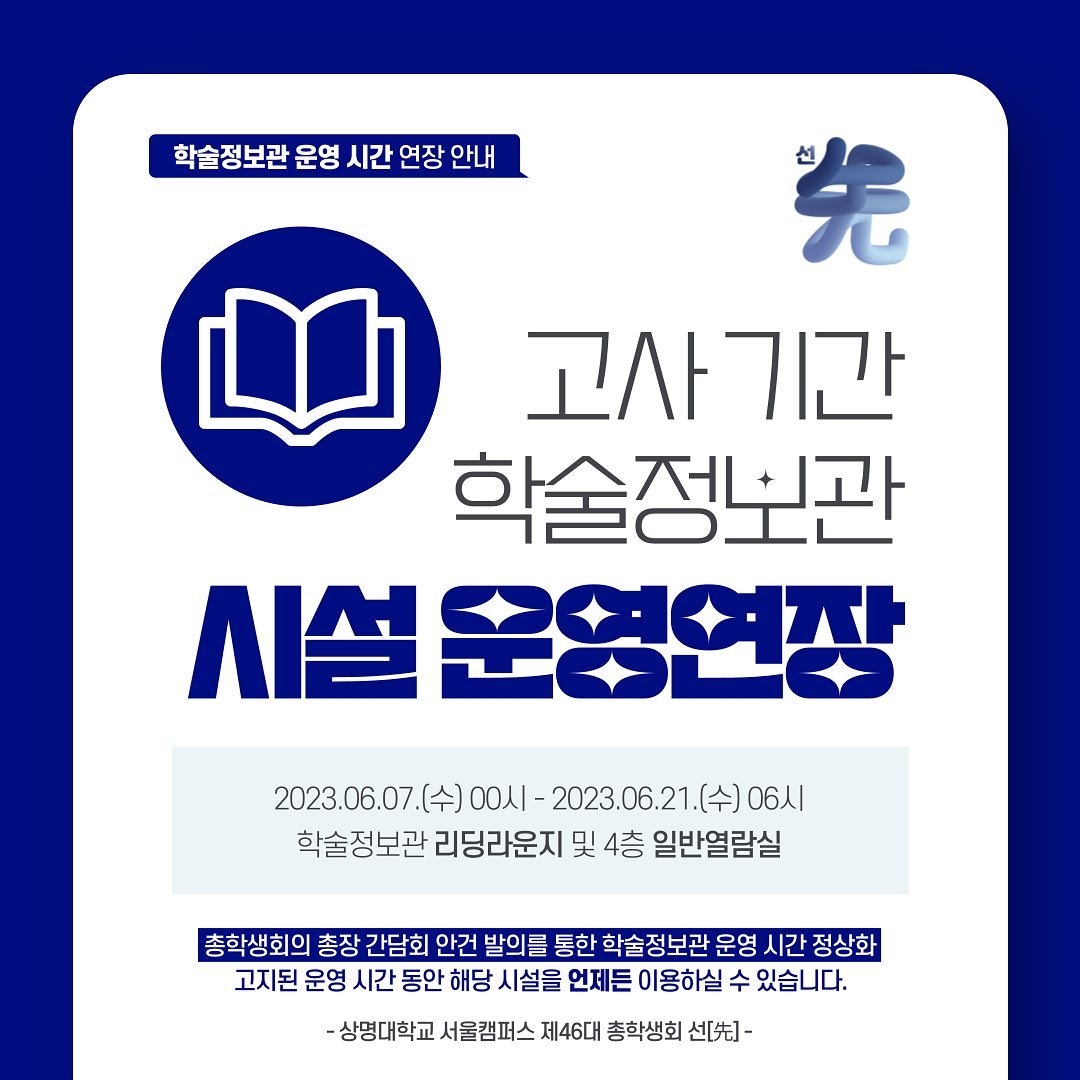 학술정보관 운영 시간 연장 안내
선 先
고사 기간
학술정보관
시설 운영연장
2023.06.07.(수) 00시 - 2023.06.21.(수) 06시
학술정보관 리딩라운지 및 4층 일반열람실
총학생회의 총장 간담회 안건 발의를 통한 학술정보관 운영 시간 정상화
고지된 운영 시간 동안 해당 시설을 언제든 이용하실 수 있습니다.
- 상명대학교 서울캠퍼스 제46대 총학생회 선[先] -